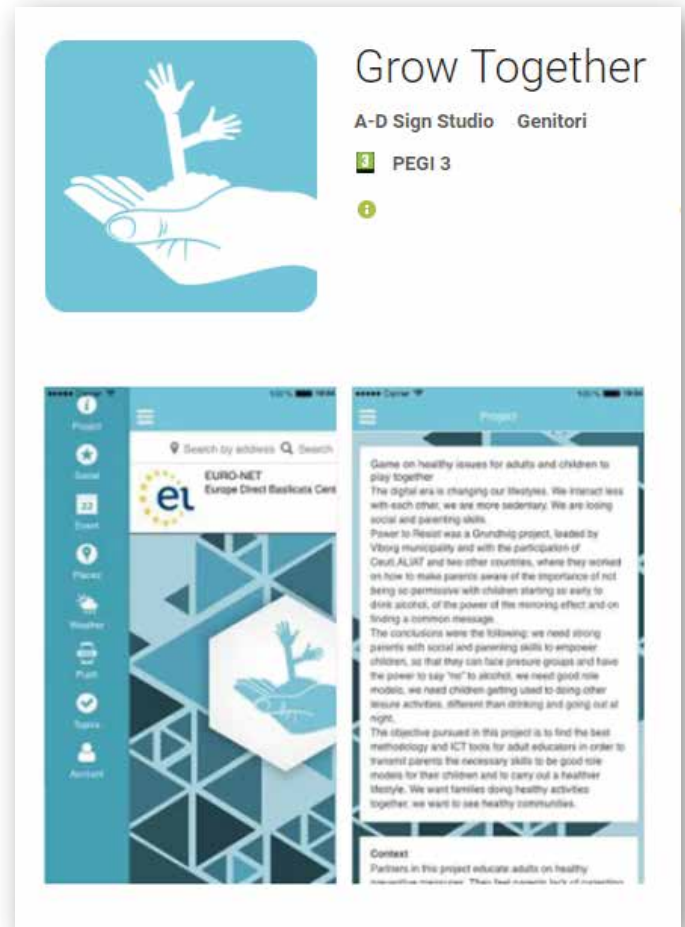 Grow Together
A-D Sign Studio Genitori
3 PEGI 3
Project
Social
22
Event
Places
Weather
Push
Topics
Account
100%
Search by address Search
EURO-NET
Europe Direct Basilicata Cent
Carrier 100%
Project
Game on healthy issues for adults and children to
play together
The digital era is changing our lifestyles. We interact less
with each other, we are more sedentary. We are losing
social and parenting skills.
Power to Resist was a Grundtvig project, leaded by
Viborg municipality and with the participation of
Ceuti,ALIAT and two other countries, where they worked
on how to make parents aware of the importance of not
being so permissive with children starting so early to
drink alcohol, of the power of the mirroring effect and on
finding a common message.
The conclusions were the following: we need strong
parents with social and parenting skills to empower
children, so that they can face presure groups and have
the power to say "no" to alcohol, we need good role
models, we need children getting used to doing other
leisure activities, different than drinking and going out at
night.
The objective pursued in this project is to find the best
methodology and ICT tools for adult educators in order to
transmit parents the necessary skills to be good role
models for their children and to carry out a healthier
lifestyle. We want families doing healthy activities
together, we want to see healthy communities.
Context
Partners in this project educate adults on healthy
preventive measures. They feel parents lack of parenting